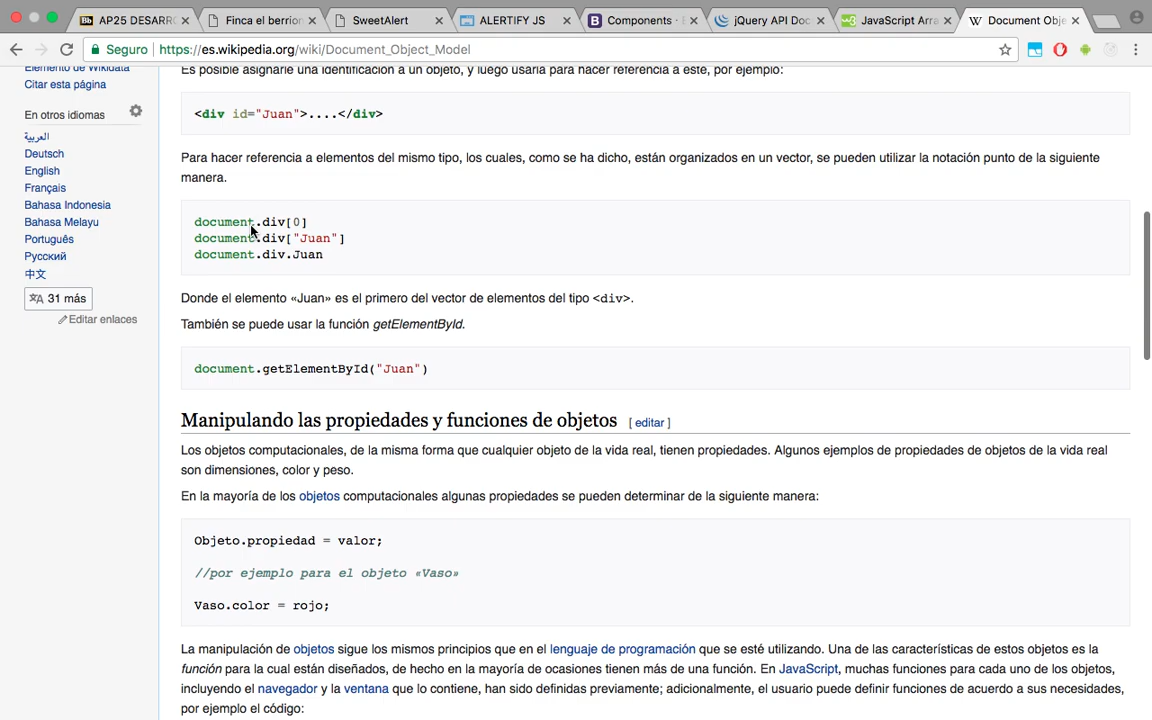 AP25 DESARR
Finca el berrion
SweetAlert
ALERTIFY JS
Components ·
jQuery API Doc
JavaScript Arra
Document Obje
Seguro
https://es.wikipedia.org/wiki/Document_Object_Model
Elemento de Wikidata
Citar esta página
En otros idiomas
العربية
Deutsch
English
Français
Bahasa Indonesia
Bahasa Melayu
Português
Русский
中文
31 más
Editar enlaces
Es posible asignarle una identificación a un objeto, y luego usarla para hacer referencia a este, por ejemplo:
<div id="Juan">....</div>
Para hacer referencia a elementos del mismo tipo, los cuales, como se ha dicho, están organizados en un vector, se pueden utilizar la notación punto de la siguiente
manera.
document.div[0]
document.div["Juan"]
document.div.Juan
Donde el elemento «Juan» es el primero del vector de elementos del tipo <div>.
También se puede usar la función getElementById.
document.getElementById("Juan")
Manipulando las propiedades y funciones de objetos [ editar ]
Los objetos computacionales, de la misma forma que cualquier objeto de la vida real, tienen propiedades. Algunos ejemplos de propiedades de objetos de la vida real
son dimensiones, color y peso.
En la mayoría de los objetos computacionales algunas propiedades se pueden determinar de la siguiente manera:
Objeto.propiedad = valor;
//por ejemplo para el objeto «Vaso»
Vaso.color = rojo;
La manipulación de objetos sigue los mismos principios que en el lenguaje de programación que se esté utilizando. Una de las características de estos objetos es la
función para la cual están diseñados, de hecho en la mayoría de ocasiones tienen más de una función. En JavaScript, muchas funciones para cada uno de los objetos,
incluyendo el navegador y la ventana que lo contiene, han sido definidas previamente; adicionalmente, el usuario puede definir funciones de acuerdo a sus necesidades,
por ejemplo el código: